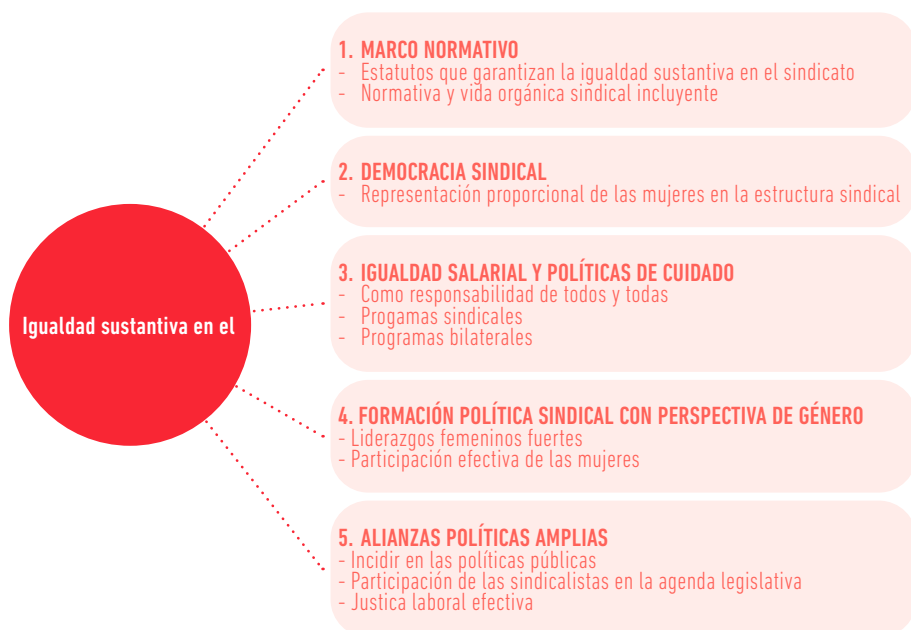 1. MARCO NORMATIVO
- Estatutos que garantizan la igualdad sustantiva en el sindicato
- Normativa y vida orgánica sindical incluyente
2. DEMOCRACIA SINDICAL
- Representación proporcional de las mujeres en la estructura sindical
3. IGUALDAD SALARIAL Y POLÍTICAS DE CUIDADO
- Como responsabilidad de todos y todas
- Progamas sindicales
- Programas bilaterales
Igualdad sustantiva en el
4. FORMACIÓN POLÍTICA SINDICAL CON PERSPECTIVA DE GÉNERO
- Liderazgos femeninos fuertes
- Participación efectiva de las mujeres
5. ALIANZAS POLÍTICAS AMPLIAS
- Incidir en las políticas públicas
- Participación de las sindicalistas en la agenda legislativa
- Justica laboral efectiva